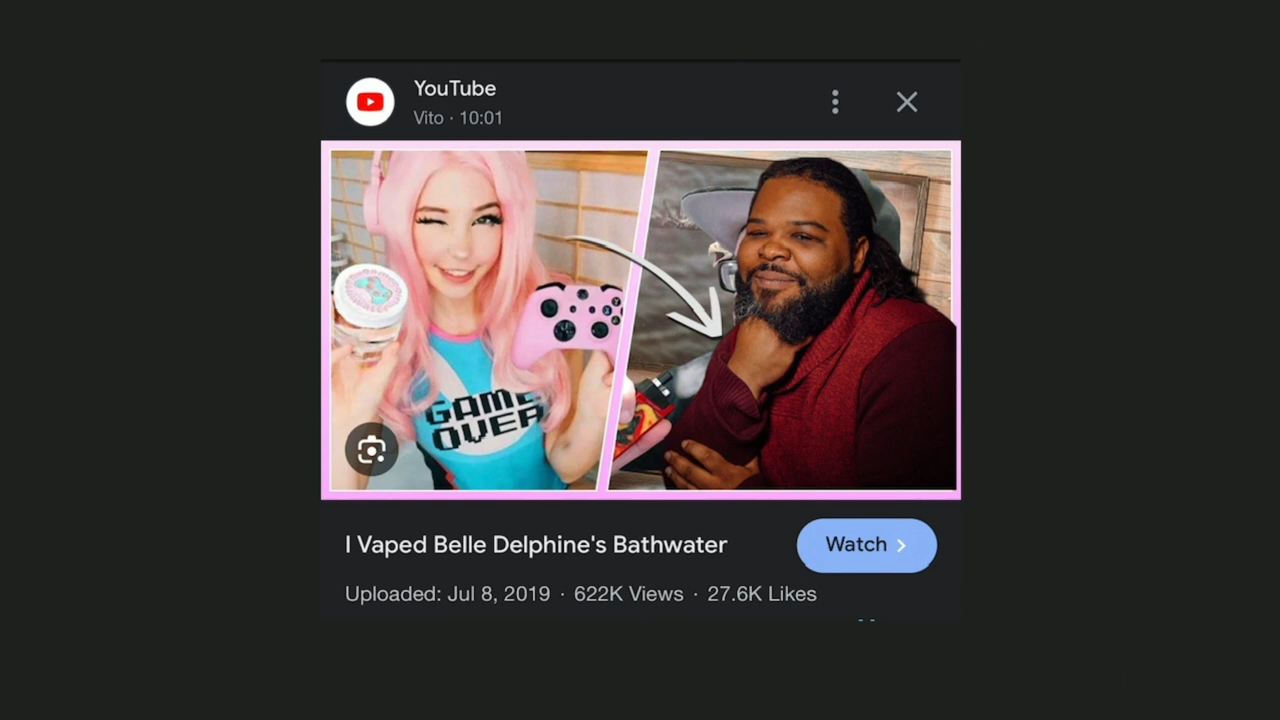 YouTube
Vito · 10:01
GAME
OVER
I Vaped Belle Delphine's Bathwater
Watch
Uploaded: Jul 8, 2019 · 622K Views · 27.6K Likes